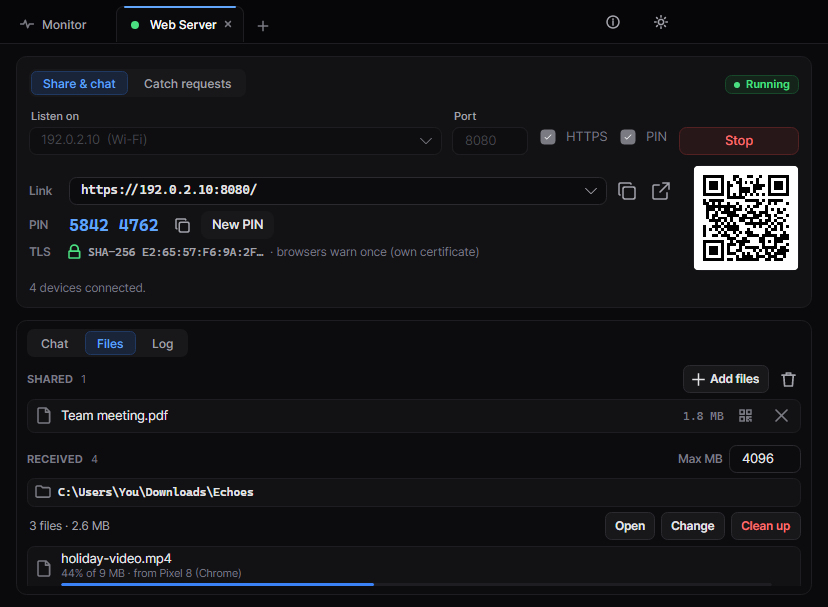 Monitor
Web Server
Share & chat
Catch requests
Running
Listen on
Port
192.0.2.10 (Wi-Fi)
8080
HTTPS
PIN
Stop
Link
https://192.0.2.10:8080/
PIN
5842 4762
New PIN
TLS
SHA-256 E2:65:57:F6:9A:2F… · browsers warn once (own certificate)
4 devices connected.
Chat
Files
Log
SHARED 1
Add files
Team meeting.pdf
1.8 MB
RECEIVED 4
Max MB
4096
C:\Users\You\Downloads\Echoes
3 files · 2.6 MB
Open
Change
Clean up
holiday-video.mp4
44% of 9 MB · from Pixel 8 (Chrome)